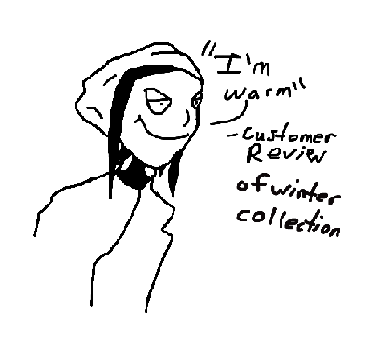 "I'm
warm"
- customer
Review
of winter
collection